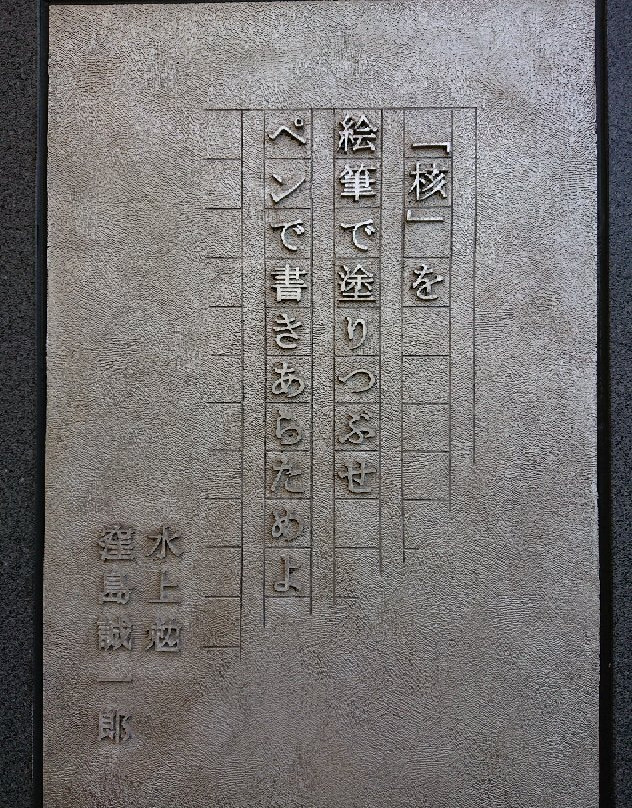 「核」を
絵筆で塗りつぶせ
ペンで書きあらためよ
水上勉
窪島誠一郎